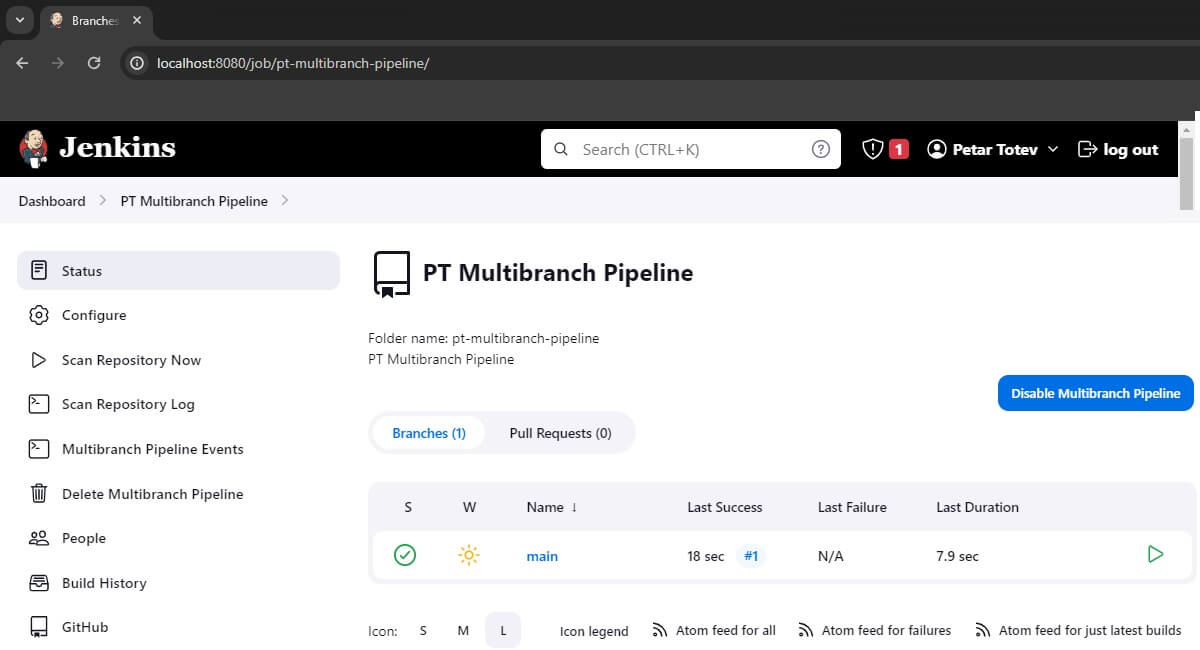 Branches
localhost:8080/job/pt-multibranch-pipeline/
Jenkins
Search (CTRL+K)
?
1
Petar Totev
log out
Dashboard
PT Multibranch Pipeline
Status
Configure
Scan Repository Now
Scan Repository Log
Multibranch Pipeline Events
Delete Multibranch Pipeline
People
Build History
GitHub
PT Multibranch Pipeline
Folder name: pt-multibranch-pipeline
PT Multibranch Pipeline
Disable Multibranch Pipeline
Branches (1) Pull Requests (0)
S W Name ↓ Last Success Last Failure Last Duration
main 18 sec #1 N/A 7.9 sec
Icon: S M L Icon legend Atom feed for all Atom feed for failures Atom feed for just latest builds